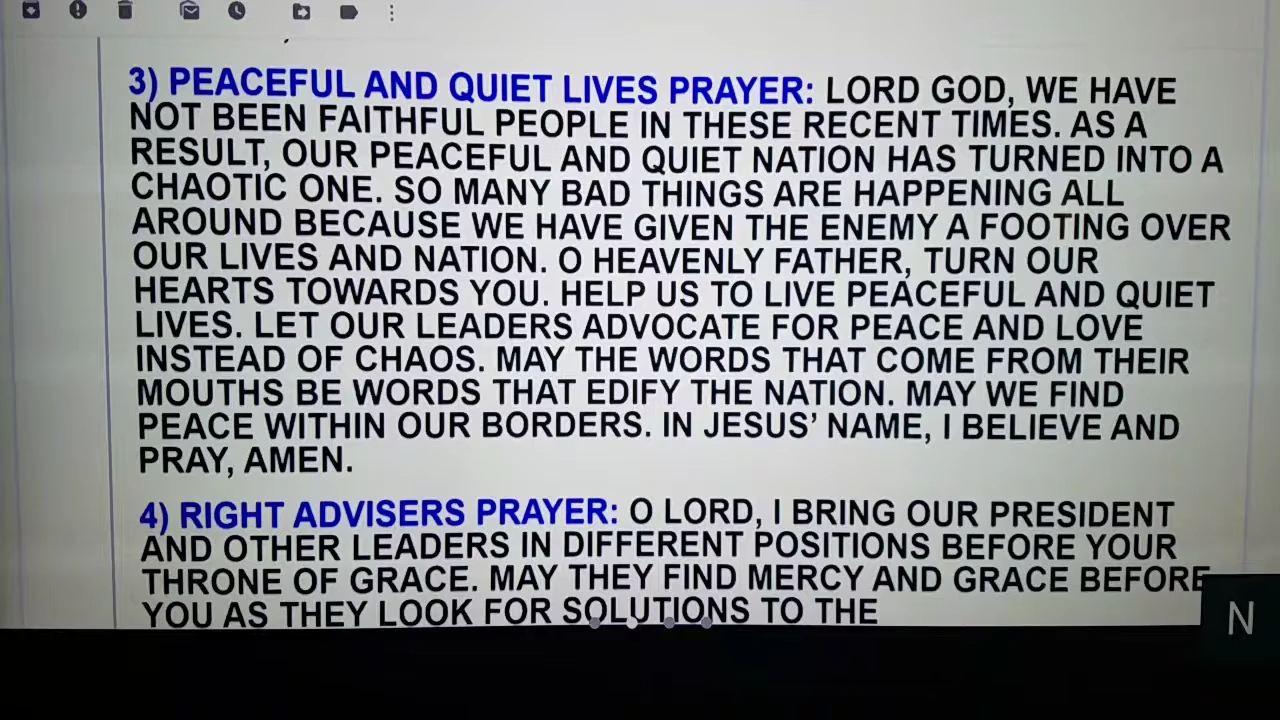 3) PEACEFUL AND QUIET LIVES PRAYER: LORD GOD, WE HAVE
NOT BEEN FAITHFUL PEOPLE IN THESE RECENT TIMES. AS A
RESULT, OUR PEACEFUL AND QUIET NATION HAS TURNED INTO A
CHAOTIC ONE. SO MANY BAD THINGS ARE HAPPENING ALL
AROUND BECAUSE WE HAVE GIVEN THE ENEMY A FOOTING OVER
OUR LIVES AND NATION. O HEAVENLY FATHER, TURN OUR
HEARTS TOWARDS YOU. HELP US TO LIVE PEACEFUL AND QUIET
LIVES. LET OUR LEADERS ADVOCATE FOR PEACE AND LOVE
INSTEAD OF CHAOS. MAY THE WORDS THAT COME FROM THEIR
MOUTHS BE WORDS THAT EDIFY THE NATION. MAY WE FIND
PEACE WITHIN OUR BORDERS. IN JESUS’ NAME, I BELIEVE AND
PRAY, AMEN.
4) RIGHT ADVISERS PRAYER: O LORD, I BRING OUR PRESIDENT
AND OTHER LEADERS IN DIFFERENT POSITIONS BEFORE YOUR
THRONE OF GRACE. MAY THEY FIND MERCY AND GRACE BEFORE
YOU AS THEY LOOK FOR SOLUTIONS TO THE
N